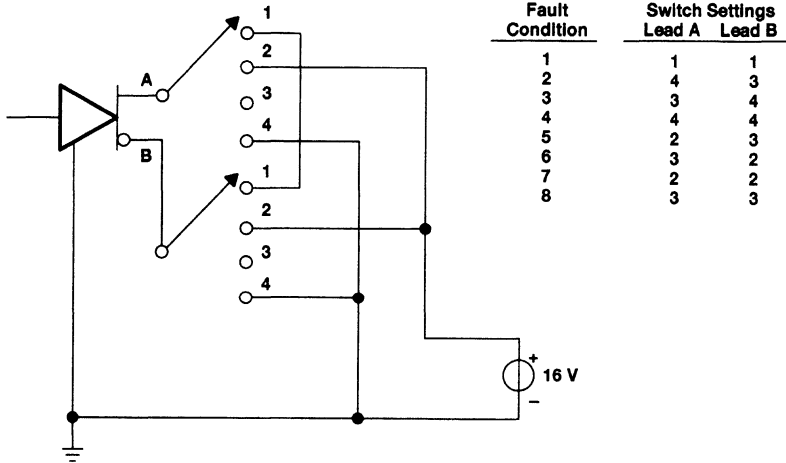 Fault Condition Switch Settings
Lead A Lead B
1 1 1
2 4 3
3 3 4
4 4 4
5 2 3
6 3 2
7 2 2
8 3 3
1
2
A
3
4
B
1
2
3
4
+
16 V
–